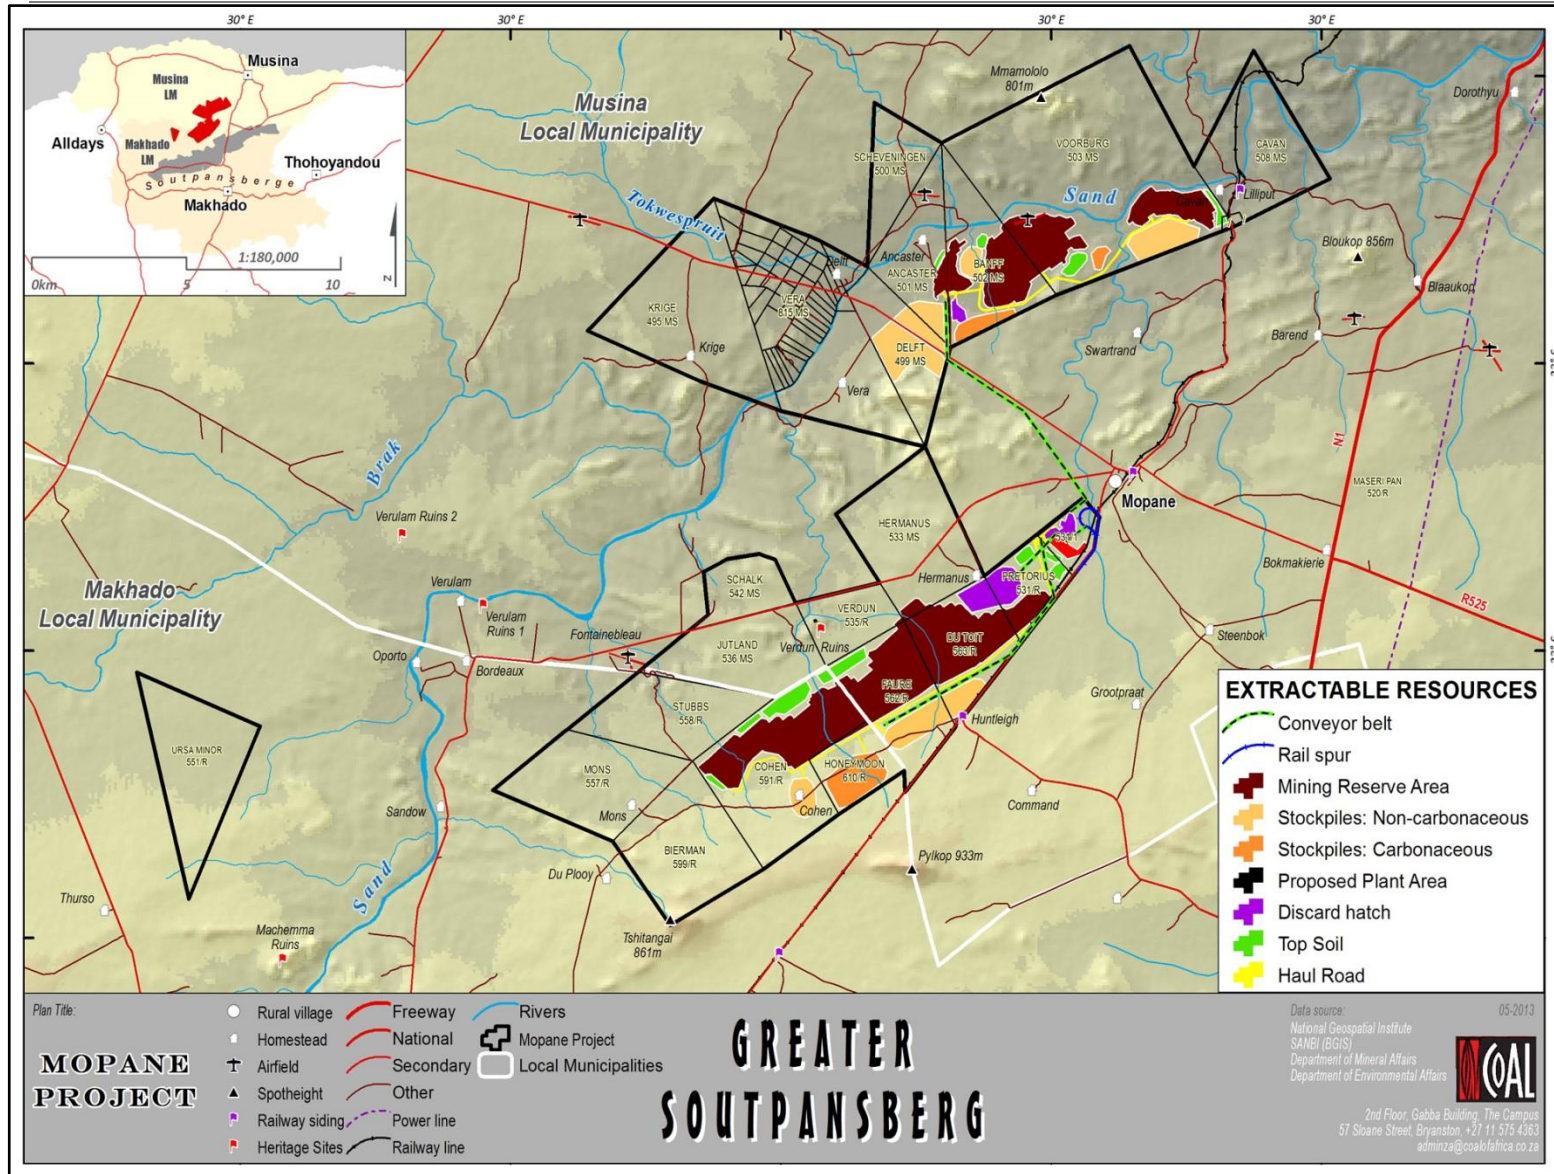 30° E
30° E
30° E
30° E
Musina
Musina
LM
Alldays
Makhado
LM
Thohoyandou
Soutpansberge
Makhado
1:180,000
0km
5
10
z
Musina
Local Municipality
Mmamololo
801m
Dorothyu
SCHEVENINGEN
500 MS
VOORBURG
503 MS
CAVAN
508 MS
Tokwespruit
Sand
Cavan
Lilliput
Bloukop 856m
Delft
Ancaster
ANCASTER
501 MS
BANFF
502 MS
Blaaukop
KRIGE
495 MS
VERA
815 MS
Krige
DELFT
499 MS
Swartrand
Barend
Vera
N1
Brak
MASERI PAN
520/R
Mopane
Verulam Ruins 2
HERMANUS
533 MS
Bokmakierie
Makhado
Local Municipality
Verulam
Verulam
Ruins 1
SCHALK
542 MS
Hermanus
PRETORIUS
531/R
R525
Fontainebleau
VERDUN
535/R
Steenbok
Oporto
Bordeaux
JUTLAND
536 MS
Verdun Ruins
DU TOIT
563/R
Grootpraat
STUBBS
558/R
FAURE
562/R
Huntleigh
URSA MINOR
551/R
MONS
557/R
COHEN
591/R
HONEYMOON
610/R
Command
Sandow
Mons
Cohen
BIERMAN
599/R
Pylkop 933m
Du Plooy
Thurso
Sand
Machemma
Ruins
Tshitangai
861m
EXTRACTABLE RESOURCES
Conveyor belt
Rail spur
Mining Reserve Area
Stockpiles: Non-carbonaceous
Stockpiles: Carbonaceous
Proposed Plant Area
Discard hatch
Top Soil
Haul Road
Plan Title:
MOPANE
PROJECT
Rural village
Homestead
Airfield
Spotheight
Railway siding
Heritage Sites
Freeway
National
Secondary
Other
Power line
Railway line
Rivers
Mopane Project
Local Municipalities
GREATER
SOUTPANSBERG
Data source:
05-2013
National Geospatial Institute
SANBI (BGIS)
Department of Mineral Affairs
Department of Environmental Affairs
COAL
2nd Floor, Gabba Building, The Campus
57 Sloane Street, Bryanston, +27 11 575 4363
adminza@coalofafrica.co.za